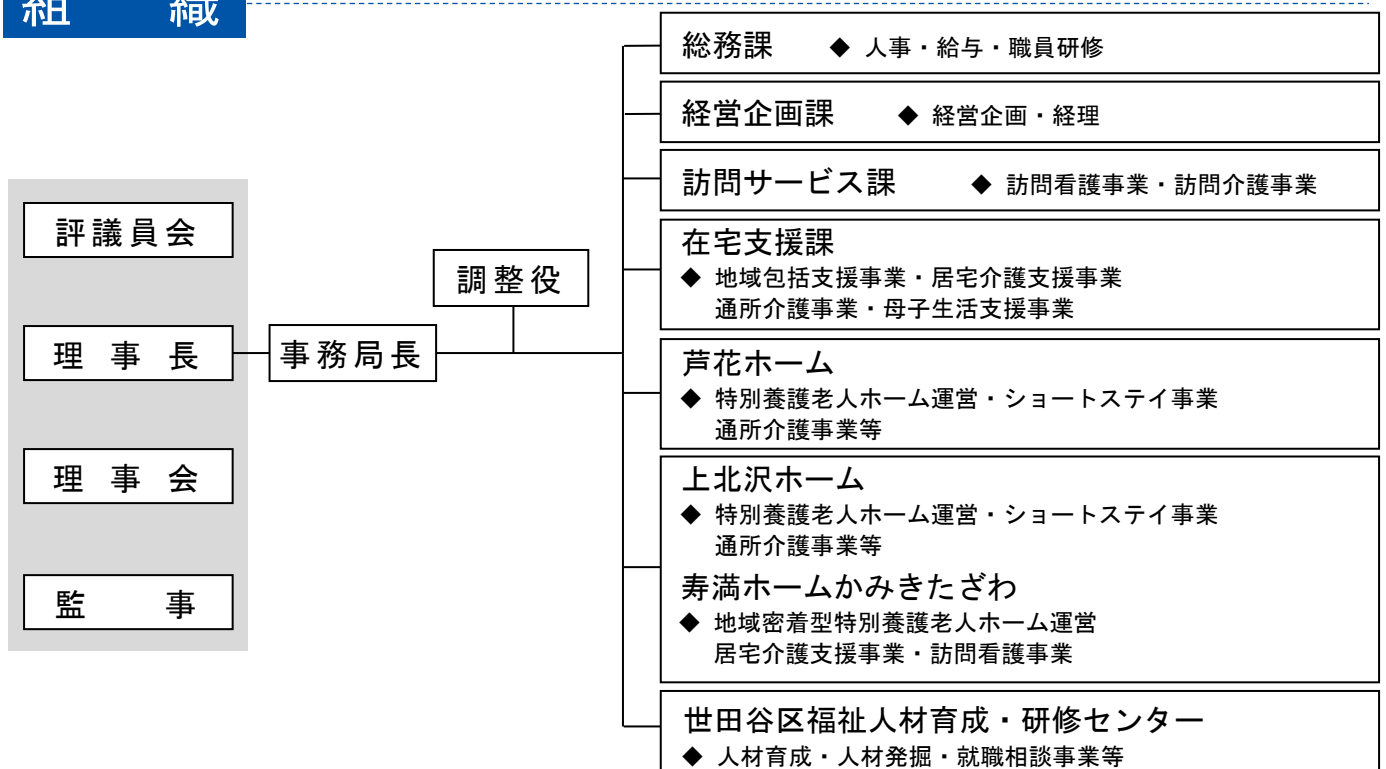 組 織
評議員会
理 事 長
理 事 会
監 事
事務局長
調整役
総務課 ◆ 人事・給与・職員研修
経営企画課 ◆ 経営企画・経理
訪問サービス課 ◆ 訪問看護事業・訪問介護事業
在宅支援課
◆ 地域包括支援事業・居宅介護支援事業
通所介護事業・母子生活支援事業
芦花ホーム
◆ 特別養護老人ホーム運営・ショートステイ事業
通所介護事業等
上北沢ホーム
◆ 特別養護老人ホーム運営・ショートステイ事業
通所介護事業等
寿満ホームかみきたざわ
◆ 地域密着型特別養護老人ホーム運営
居宅介護支援事業・訪問看護事業
世田谷区福祉人材育成・研修センター
◆ 人材育成・人材発掘・就職相談事業等